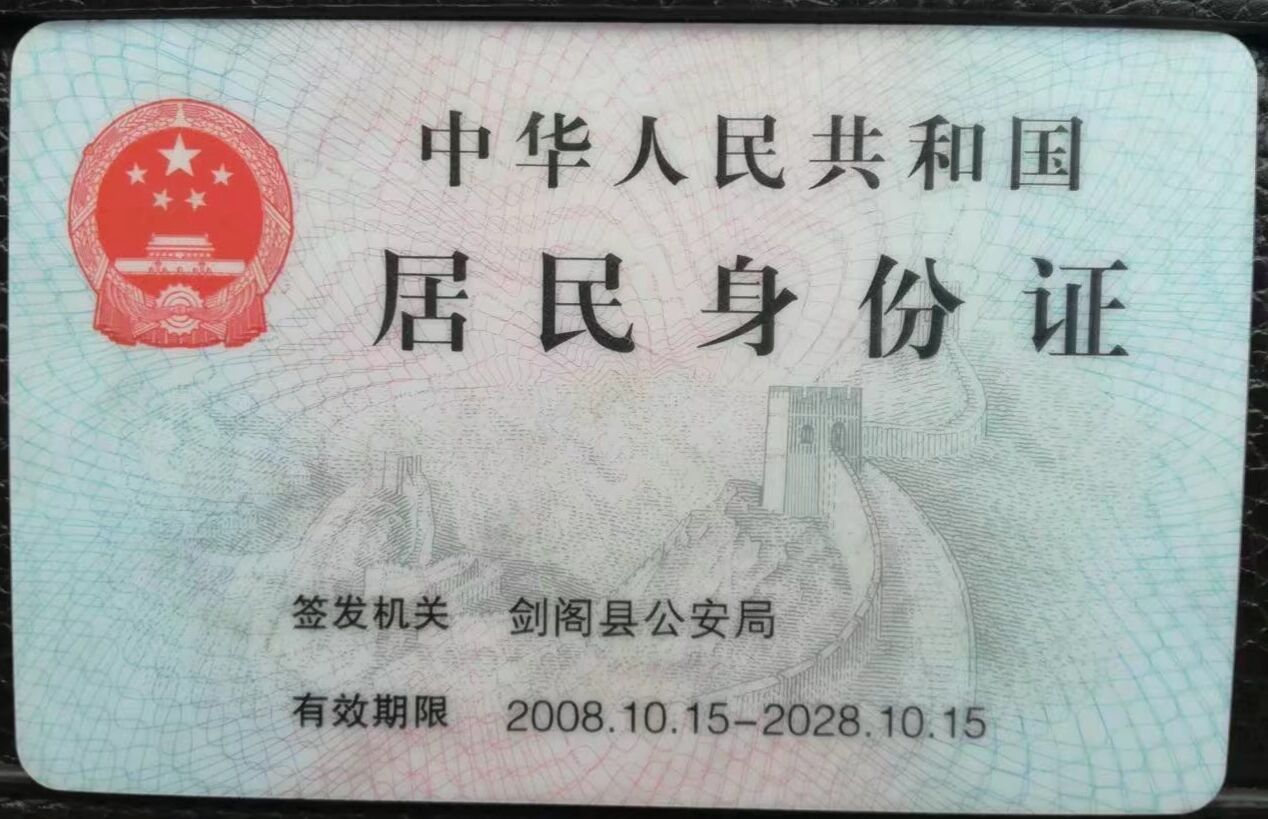 中华人民共和国
居民身份证
签发机关 剑阁县公安局
有效期限 2008.10.15-2028.10.15